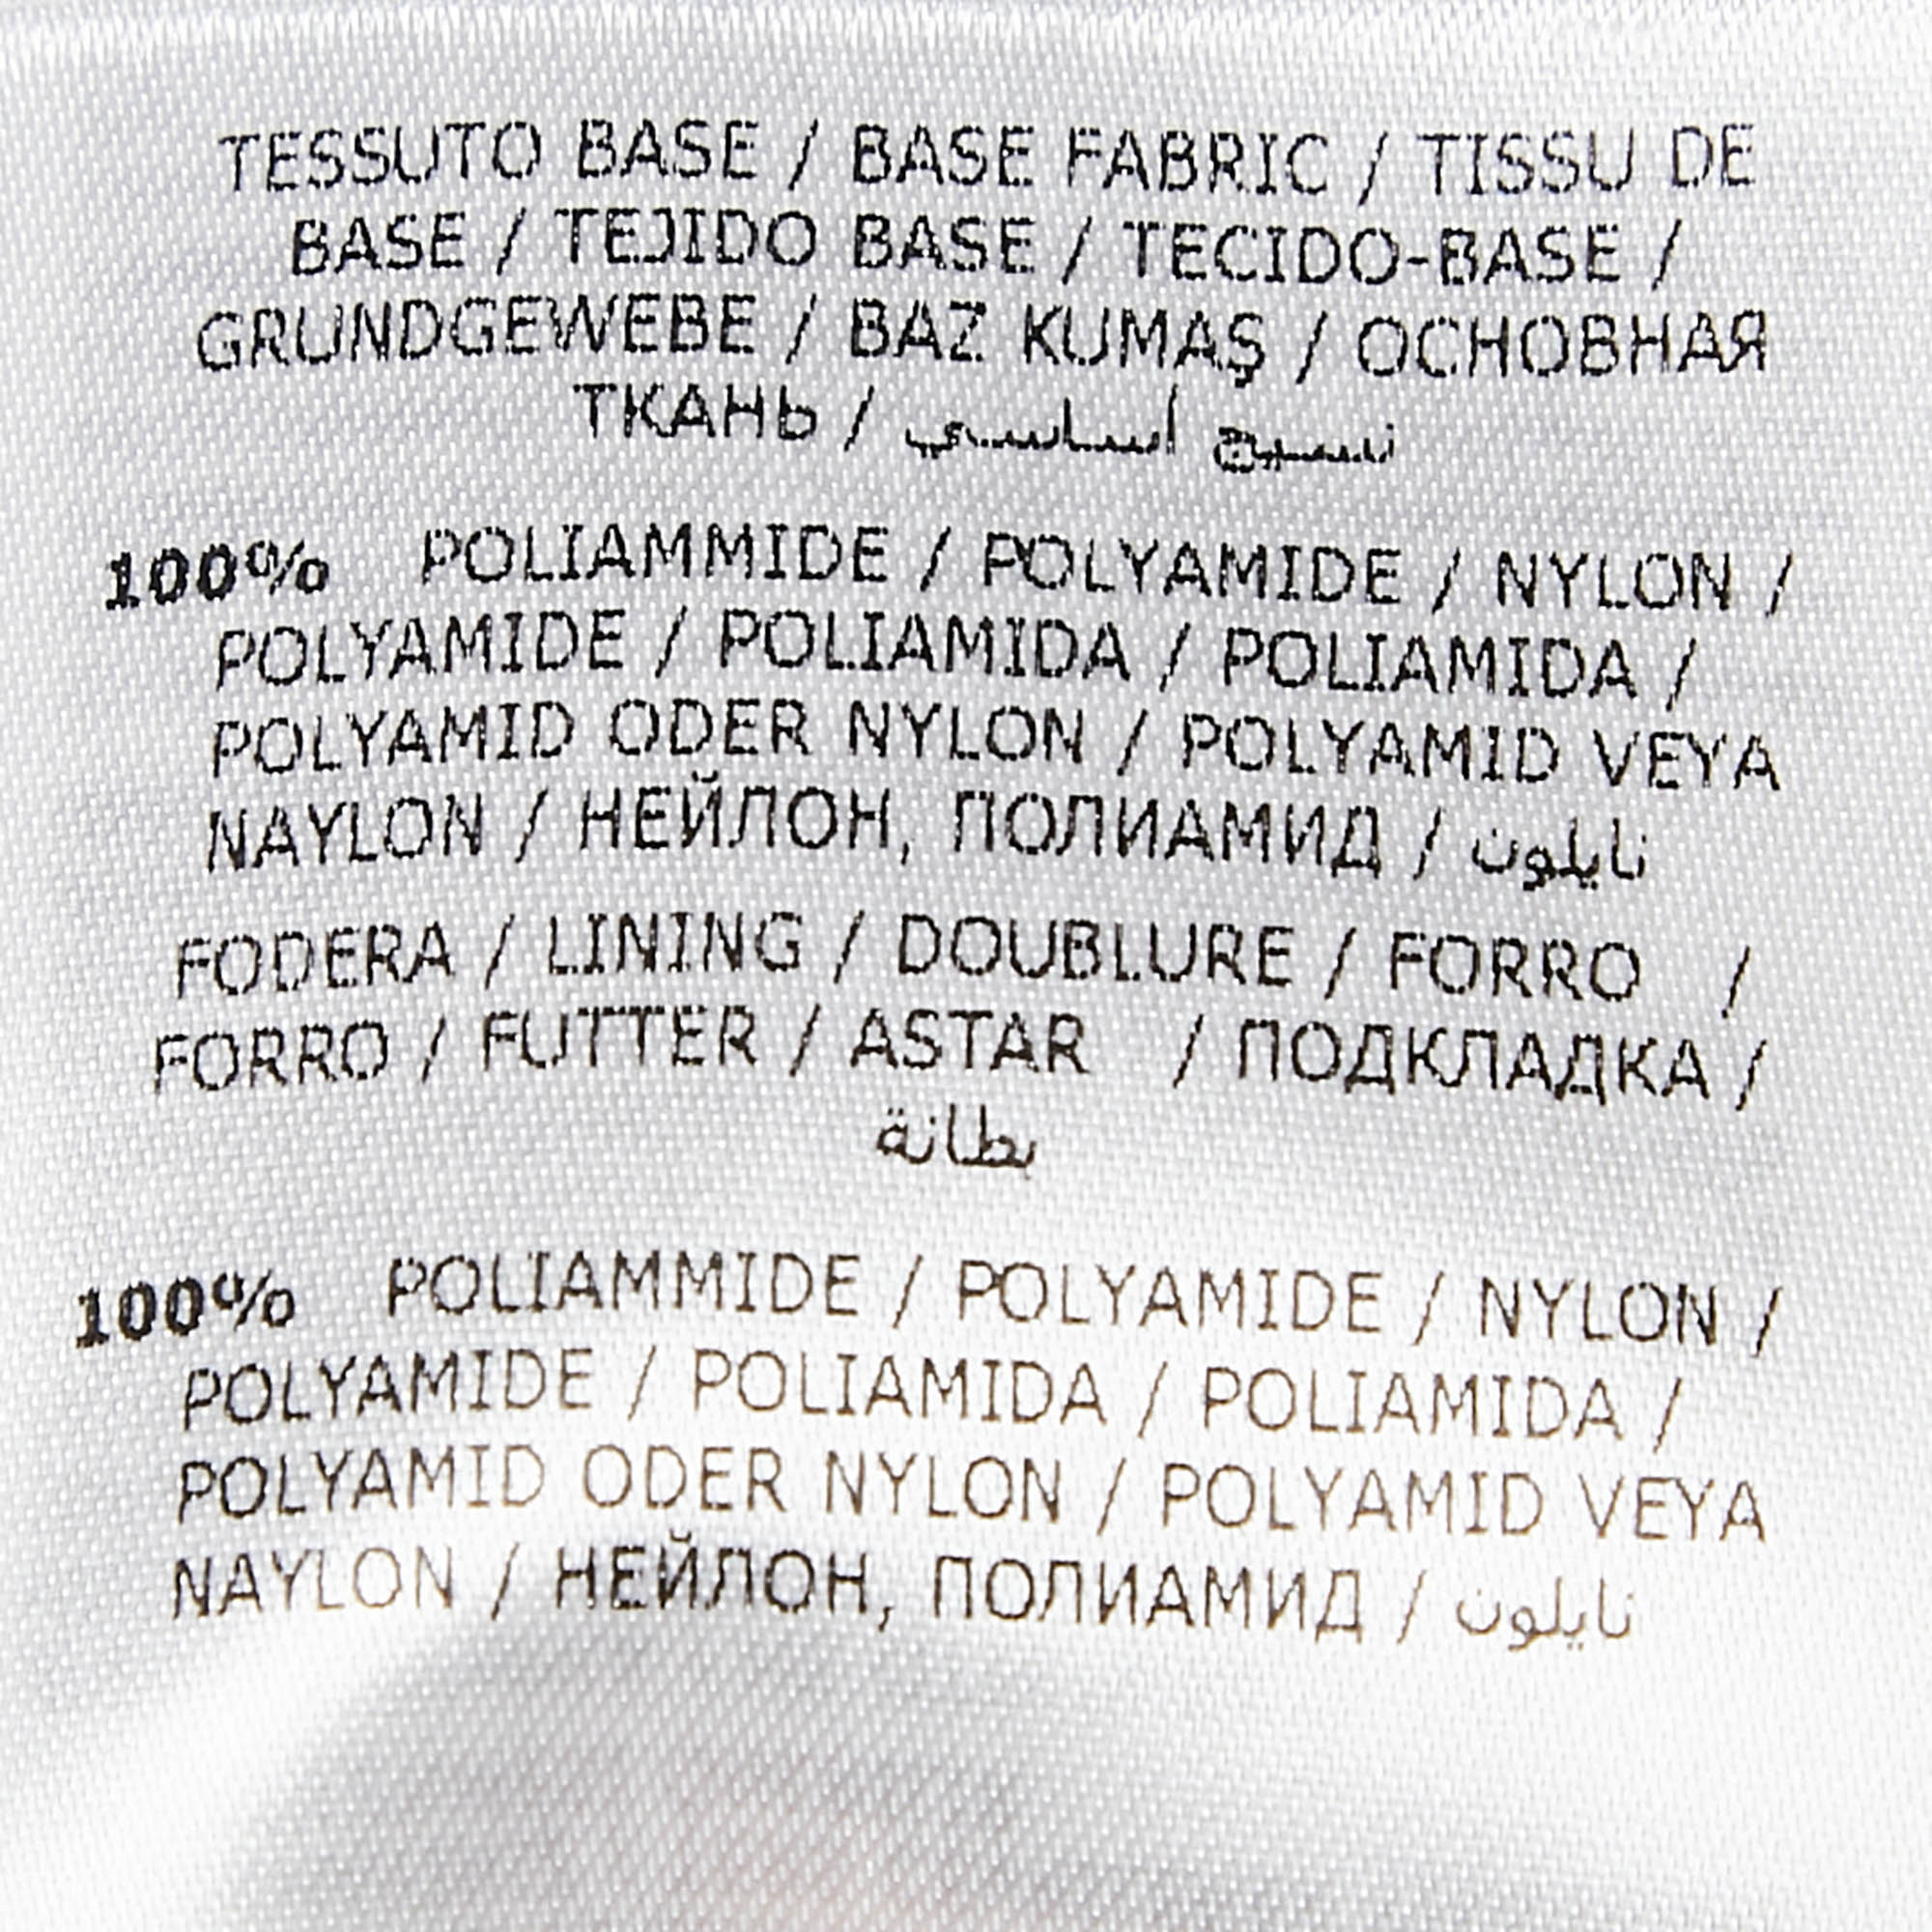 TESSUTO BASE / BASE FABRIC / TISSU DE
BASE / TEJIDO BASE / TECIDO-BASE /
GRUNDGEWEBE / BAZ KUMAŞ / ОСНОВНАЯ
ТКАНЬ / نسيج أساسي
100% POLIAMMIDE / POLYAMIDE / NYLON /
POLYAMIDE / POLIAMIDA / POLIAMIDA /
POLYAMID ODER NYLON / POLYAMID VEYA
NAYLON / НЕЙЛОН, ПОЛИАМИД / نايلون
FODERA / LINING / DOUBLURE / FORRO /
FORRO / FUTTER / ASTAR / ПОДКЛАДКА /
بطانة
100% POLIAMMIDE / POLYAMIDE / NYLON /
POLYAMIDE / POLIAMIDA / POLIAMIDA /
POLYAMID ODER NYLON / POLYAMID VEYA
NAYLON / НЕЙЛОН, ПОЛИАМИД / نايلون